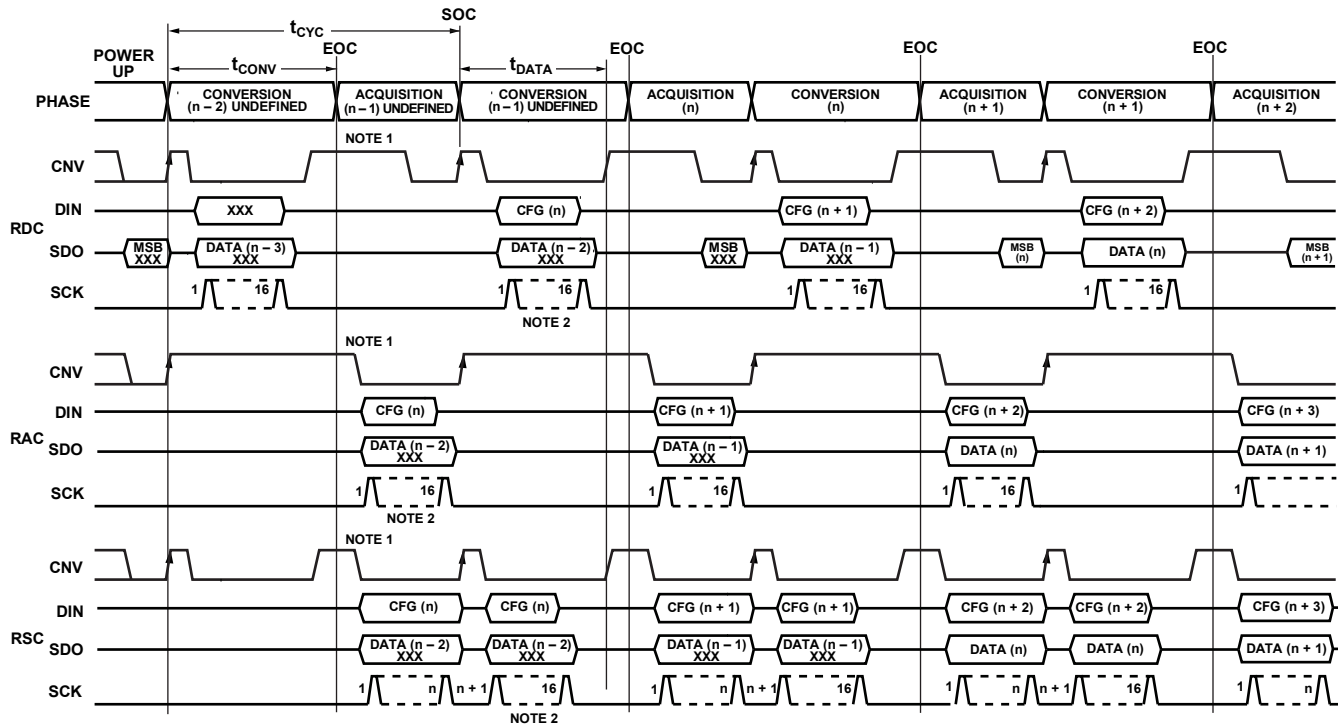 SOC
tCYC
POWER UP
EOC
EOC
EOC
EOC
tCONV
tDATA
PHASE
CONVERSION (n – 2) UNDEFINED
ACQUISITION (n – 1) UNDEFINED
CONVERSION (n – 1) UNDEFINED
ACQUISITION (n)
CONVERSION (n)
ACQUISITION (n + 1)
CONVERSION (n + 1)
ACQUISITION (n + 2)
NOTE 1
CNV
RDC
DIN
XXX
CFG (n)
CFG (n + 1)
CFG (n + 2)
SDO
MSB XXX
DATA (n – 3) XXX
DATA (n – 2) XXX
MSB XXX
DATA (n – 1) XXX
MSB (n)
DATA (n)
MSB (n + 1)
SCK
1 16
1 16
1 16
1 16
NOTE 2
NOTE 1
CNV
RAC
DIN
CFG (n)
CFG (n + 1)
CFG (n + 2)
CFG (n + 3)
SDO
DATA (n – 2) XXX
DATA (n – 1) XXX
DATA (n)
DATA (n + 1)
SCK
1 16
1 16
1 16
1
NOTE 2
NOTE 1
CNV
RSC
DIN
CFG (n)
CFG (n)
CFG (n + 1)
CFG (n + 1)
CFG (n + 2)
CFG (n + 2)
CFG (n + 3)
SDO
DATA (n – 2) XXX
DATA (n – 2) XXX
DATA (n – 1) XXX
DATA (n – 1) XXX
DATA (n)
DATA (n)
DATA (n + 1)
SCK
1 n n + 1 16
1 n n + 1 16
1 n n + 1 16
1 n
NOTE 2